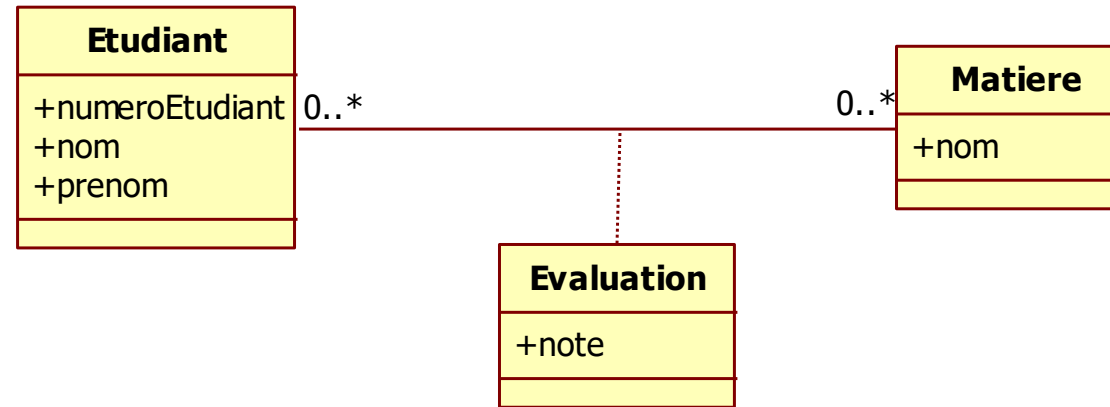 Etudiant
+numeroEtudiant
+nom
+prenom
0..*
0..*
Matiere
+nom
Evaluation
+note